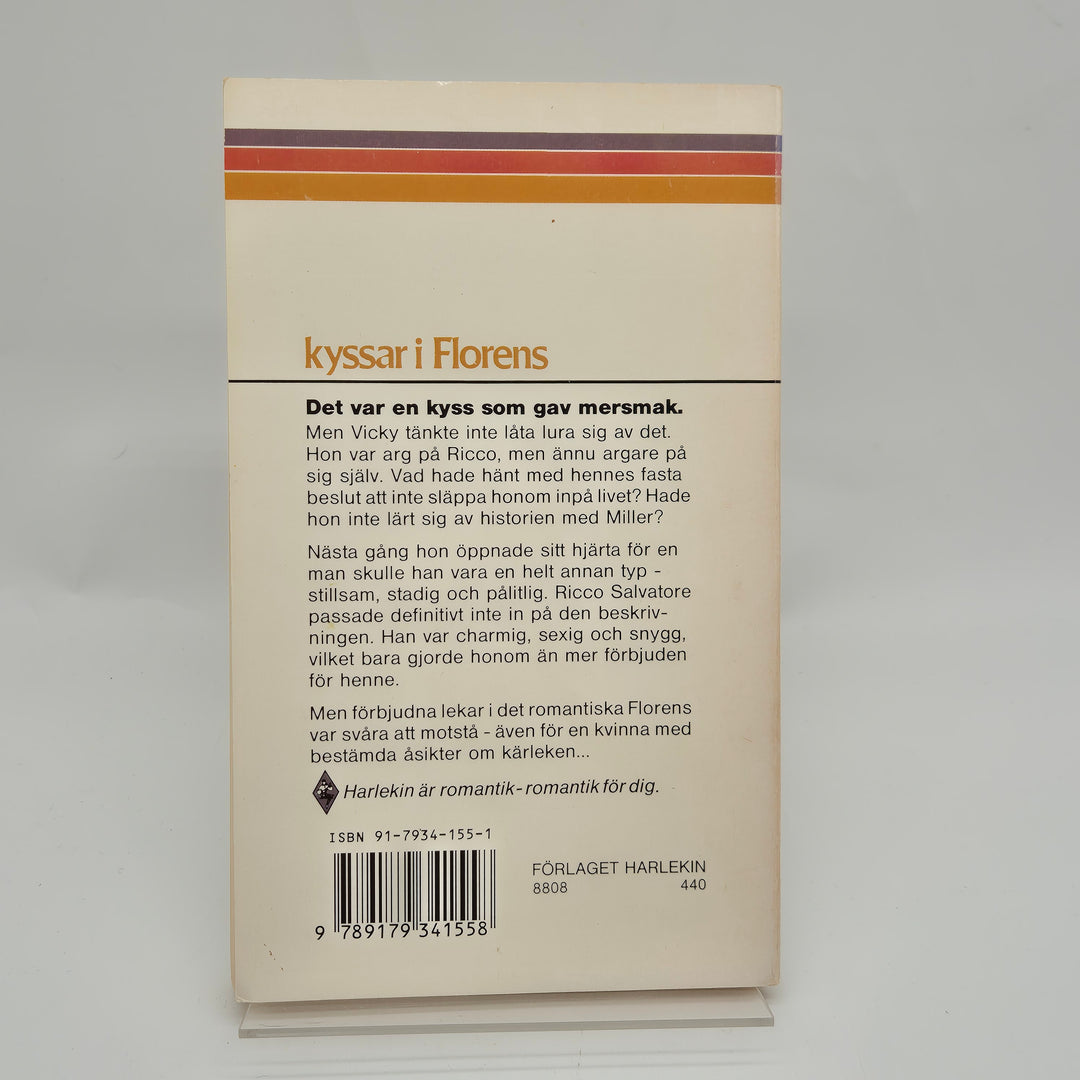 kyssar i Florens
Det var en kyss som gav mersmak.
Men Vicky tänkte inte låta lura sig av det.
Hon var arg på Ricco, men ännu argare på
sig själv. Vad hade hänt med hennes fasta
beslut att inte släppa honom inpå livet? Hade
hon inte lärt sig av historien med Miller?
Nästa gång hon öppnade sitt hjärta för en
man skulle han vara en helt annan typ -
stillsam, stadig och pålitlig. Ricco Salvatore
passade definitivt inte in på den beskriv-
ningen. Han var charmig, sexig och snygg,
vilket bara gjorde honom än mer förbjuden
för henne.
Men förbjudna lekar i det romantiska Florens
var svåra att motstå - även för en kvinna med
bestämda åsikter om kärleken...
Harlekin är romantik - romantik för dig.
ISBN 91-7934-155-1
9 789179 341558
FÖRLAGET HARLEKIN
8808 440